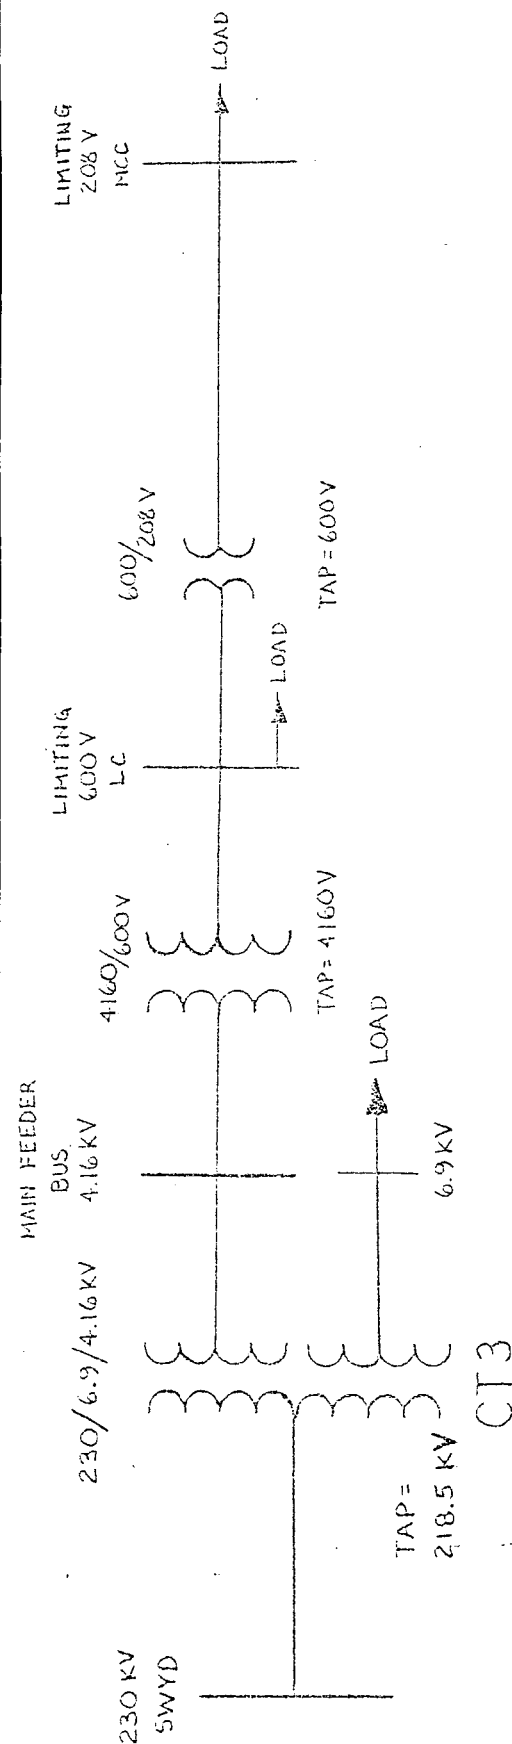 230 KV
SWYD
230/6.9/4.16 KV
TAP =
218.5 KV
CT3
MAIN FEEDER
BUS
4.16 KV
6.9 KV
LOAD
4160/600V
TAP = 4160V
LIMITING
600 V
LC
LOAD
600/208V
TAP = 600V
LIMITING
208 V
MCC
LOAD